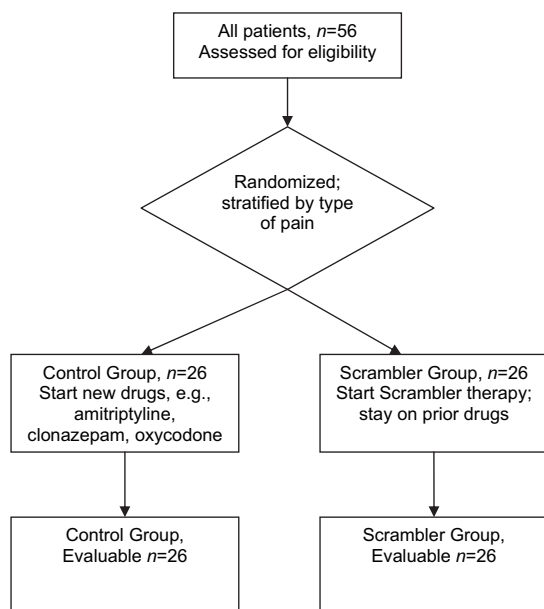 All patients, n=56
Assessed for eligibility
Randomized;
stratified by type
of pain
Control Group, n=26
Start new drugs, e.g.,
amitriptyline,
clonazepam, oxycodone
Scrambler Group, n=26
Start Scrambler therapy;
stay on prior drugs
Control Group,
Evaluable n=26
Scrambler Group,
Evaluable n=26